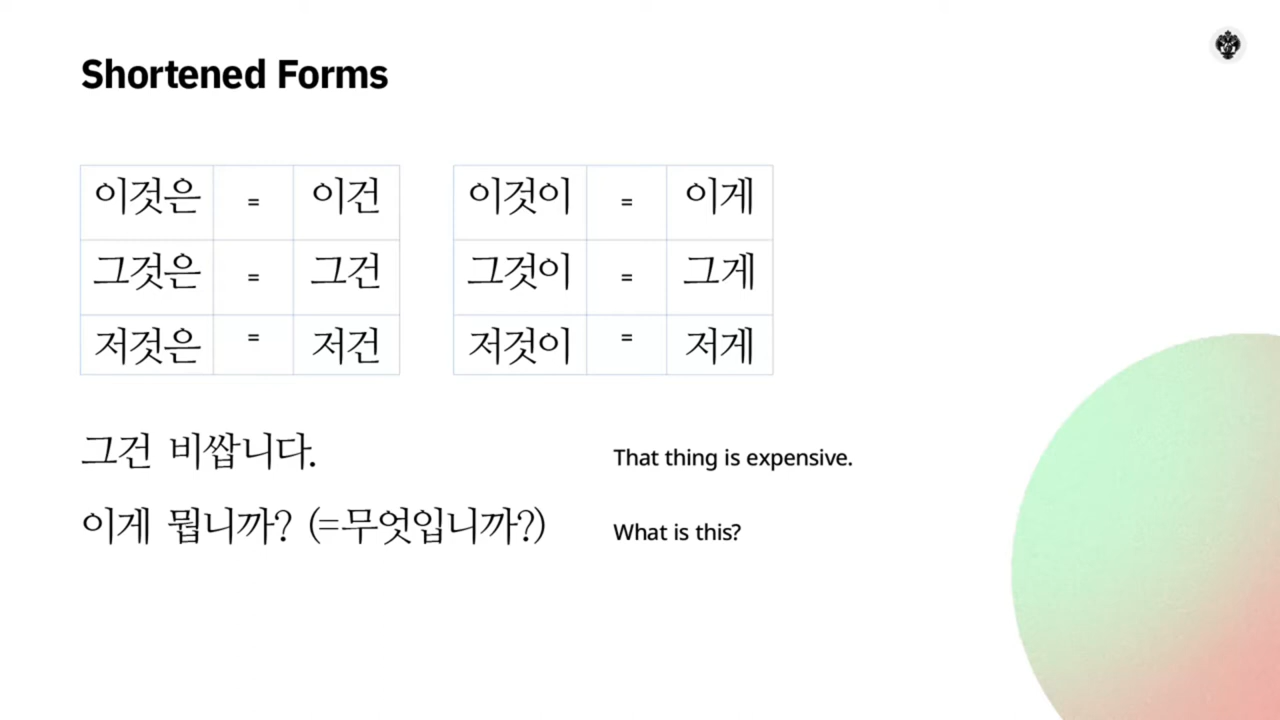 Shortened Forms
이것은 = 이건
그것은 = 그건
저것은 = 저건
이것이 = 이게
그것이 = 그게
저것이 = 저게
그건 비쌉니다. That thing is expensive.
이게 뭡니까? (=무엇입니까?) What is this?